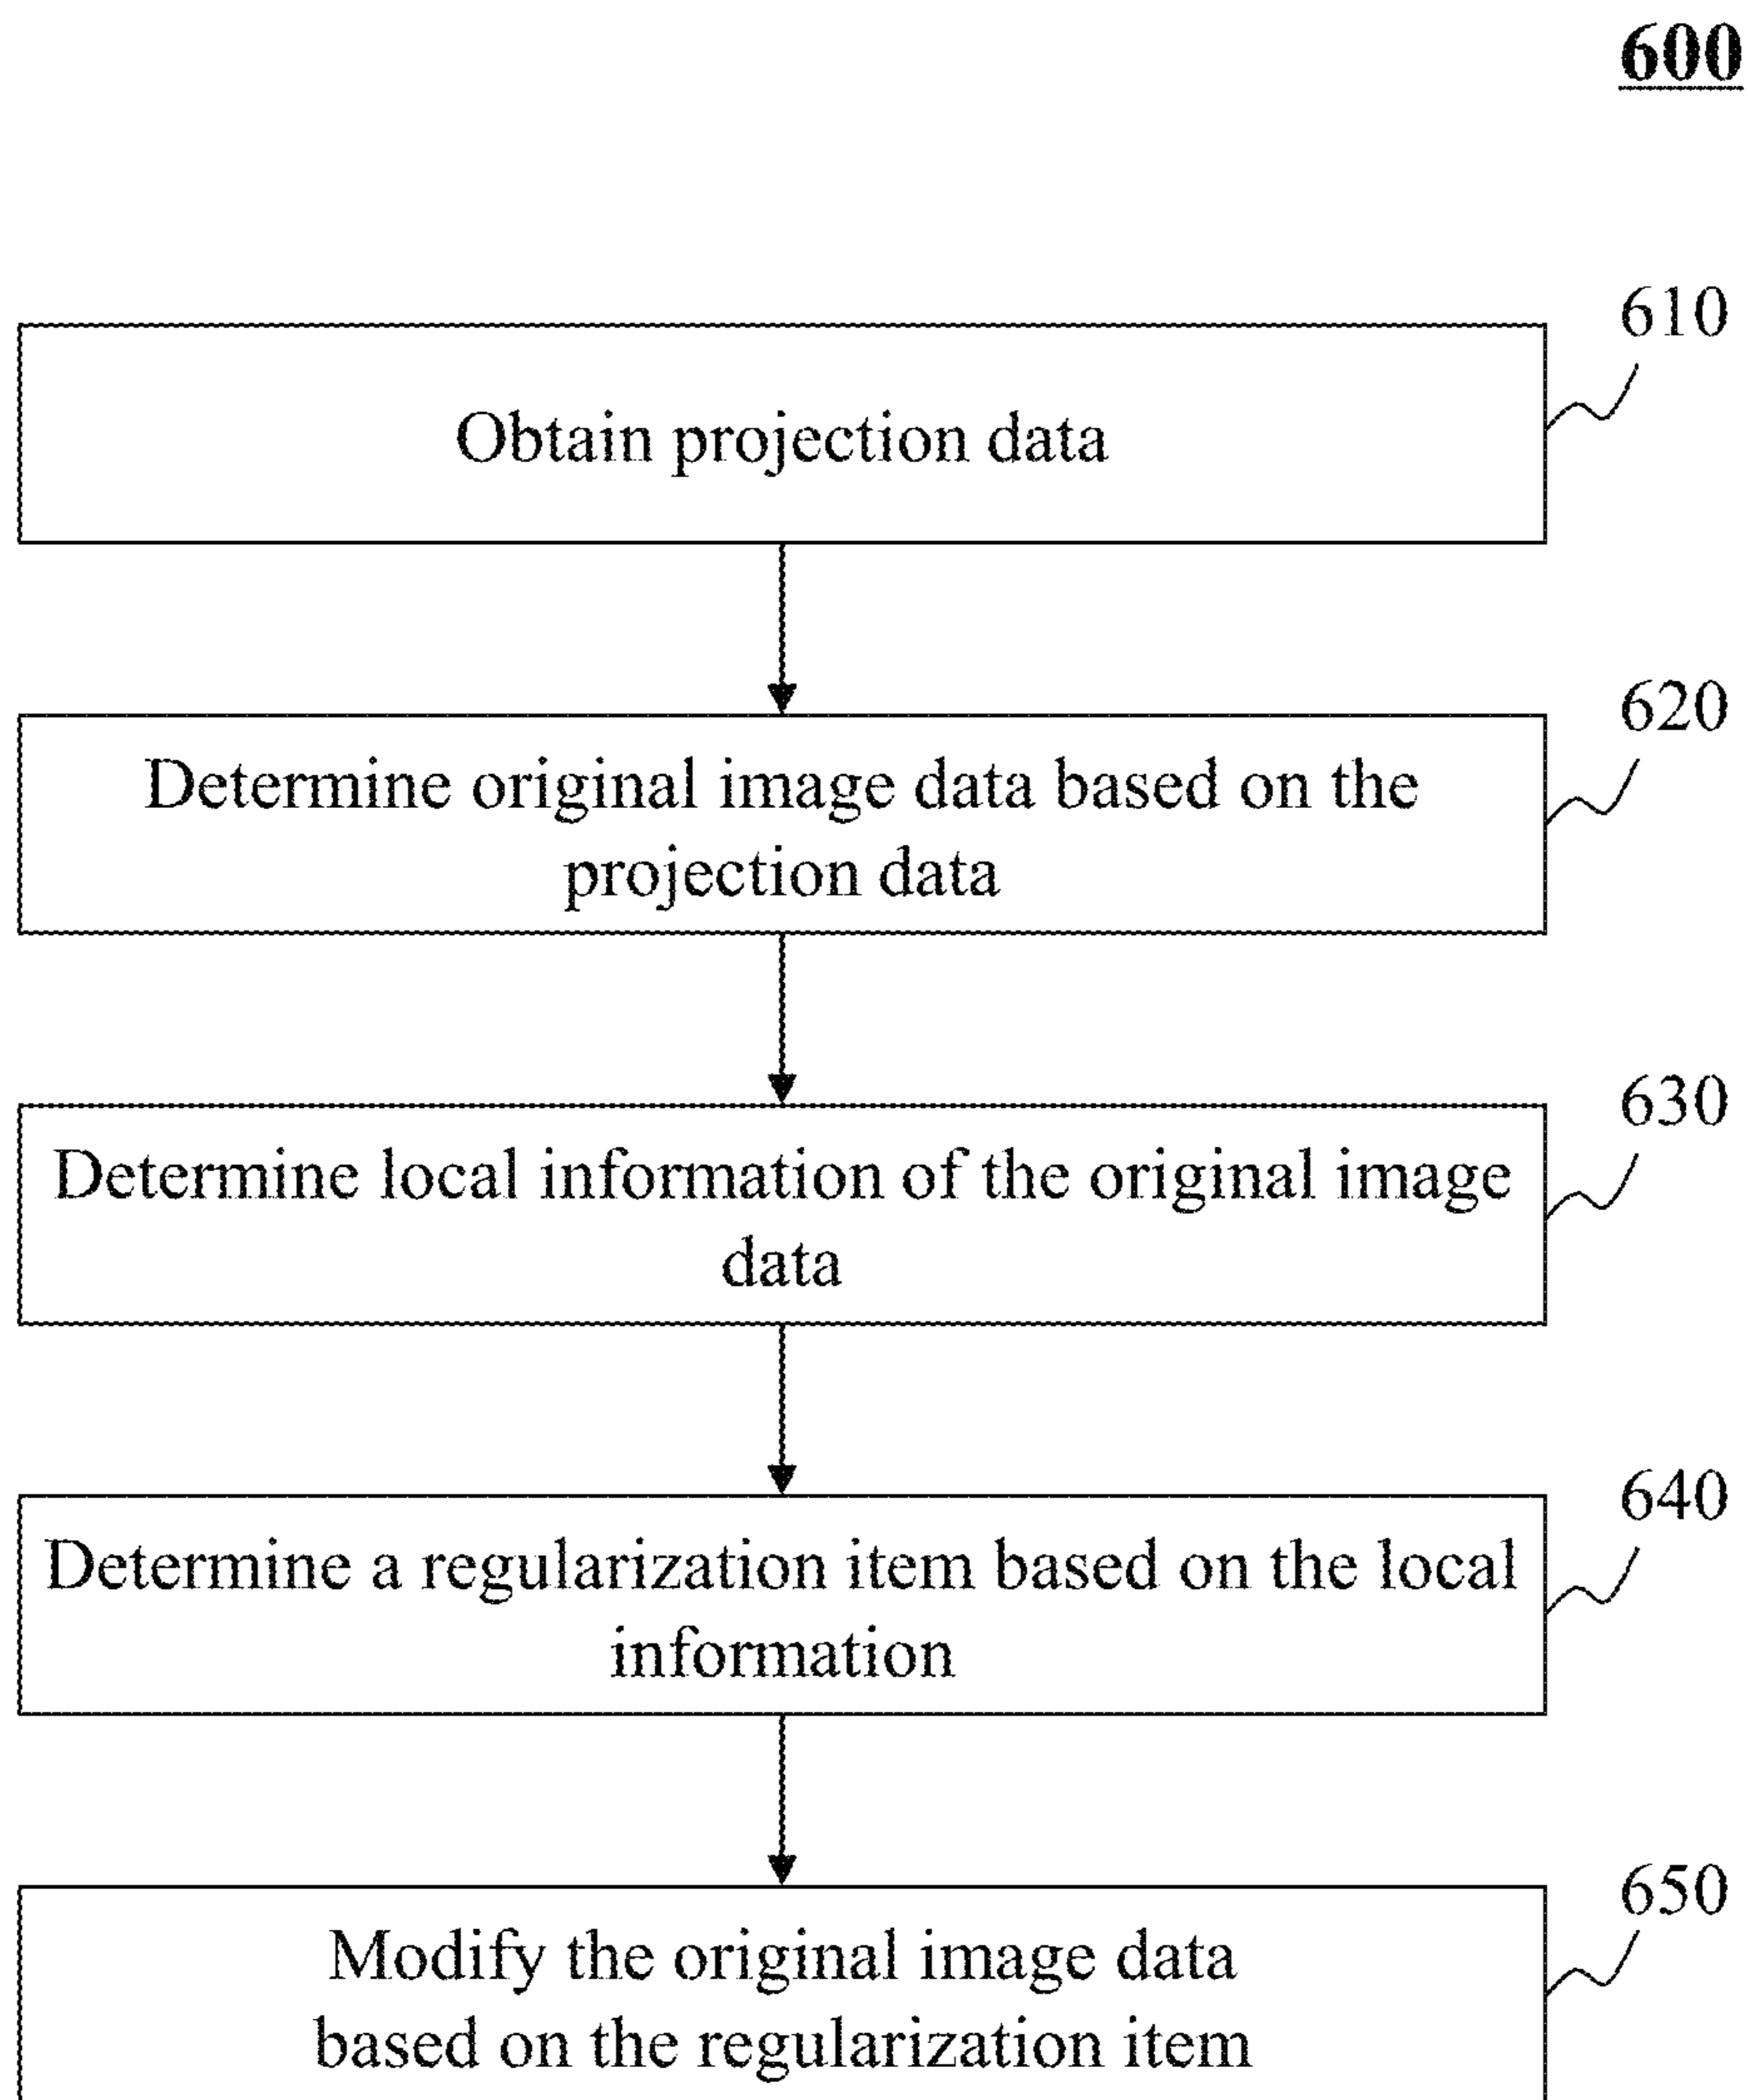 600
610
Obtain projection data
620
Determine original image data based on the
projection data
630
Determine local information of the original image
data
640
Determine a regularization item based on the local
information
650
Modify the original image data
based on the regularization item